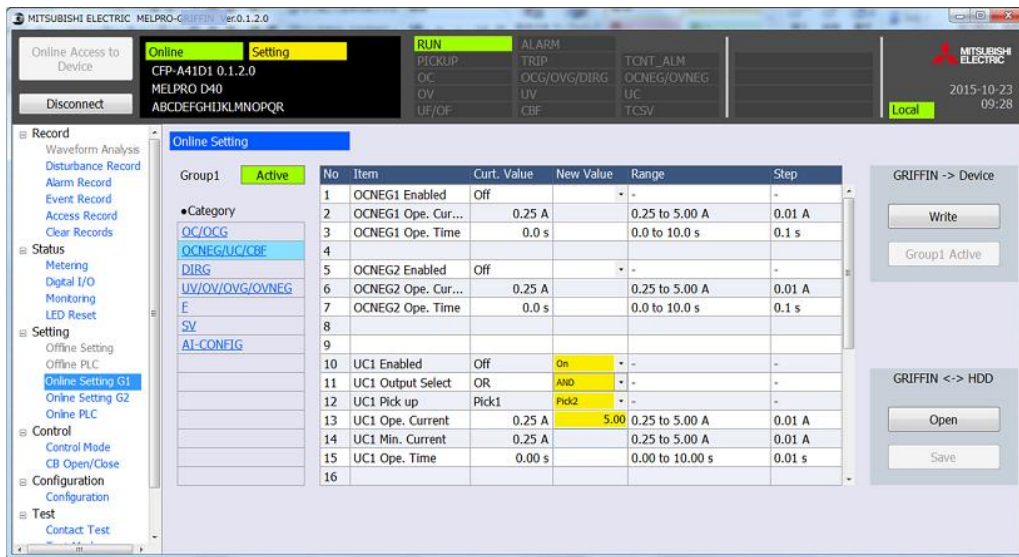 MITSUBISHI ELECTRIC MELPRO-GRIFFIN Ver.0.1.2.0
Online Access to Device
Disconnect
Online Setting
CFP-A41D1 0.1.2.0
MELPRO D40
ABCDEFGHIJKLMNOPQR
RUN ALARM
PICKUP TRIP TCNT_ALM
OC OCG/OVG/DIRG OCNEG/OVNEG
OV UV UC
UF/OF CBF TCSV
MITSUBISHI ELECTRIC
2015-10-23
09:28
Local
Record
Waveform Analysis
Disturbance Record
Alarm Record
Event Record
Access Record
Clear Records
Status
Metering
Digtal I/O
Monitoring
LED Reset
Setting
Offline Setting
Offline PLC
Online Setting G1
Online Setting G2
Online PLC
Control
Control Mode
CB Open/Close
Configuration
Configuration
Test
Contact Test
Online Setting
Group1 Active
●Category
OC/OCG
OCNEG/UC/CBF
DIRG
UV/OV/OVG/OVNEG
F
SV
AI-CONFIG
No Item Curt. Value New Value Range Step
1 OCNEG1 Enabled Off - -
2 OCNEG1 Ope. Cur... 0.25 A 0.25 to 5.00 A 0.01 A
3 OCNEG1 Ope. Time 0.0 s 0.0 to 10.0 s 0.1 s
4
5 OCNEG2 Enabled Off - -
6 OCNEG2 Ope. Cur... 0.25 A 0.25 to 5.00 A 0.01 A
7 OCNEG2 Ope. Time 0.0 s 0.0 to 10.0 s 0.1 s
8
9
10 UC1 Enabled Off On - -
11 UC1 Output Select OR AND - -
12 UC1 Pick up Pick1 Pick2 - -
13 UC1 Ope. Current 0.25 A 5.00 0.25 to 5.00 A 0.01 A
14 UC1 Min. Current 0.25 A 0.25 to 5.00 A 0.01 A
15 UC1 Ope. Time 0.00 s 0.00 to 10.00 s 0.01 s
16
GRIFFIN -> Device
Write
Group1 Active
GRIFFIN <-> HDD
Open
Save